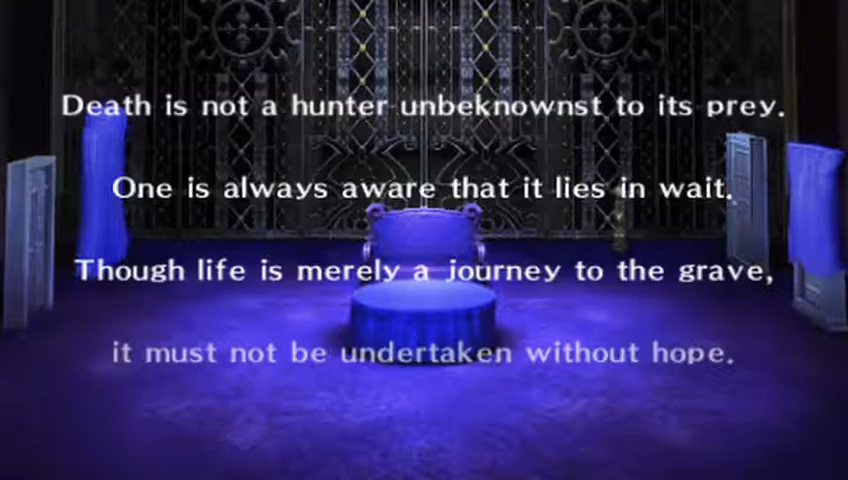 Death is not a hunter unbeknownst to its prey.
One is always aware that it lies in wait.
Though life is merely a journey to the grave,
it must not be undertaken without hope.